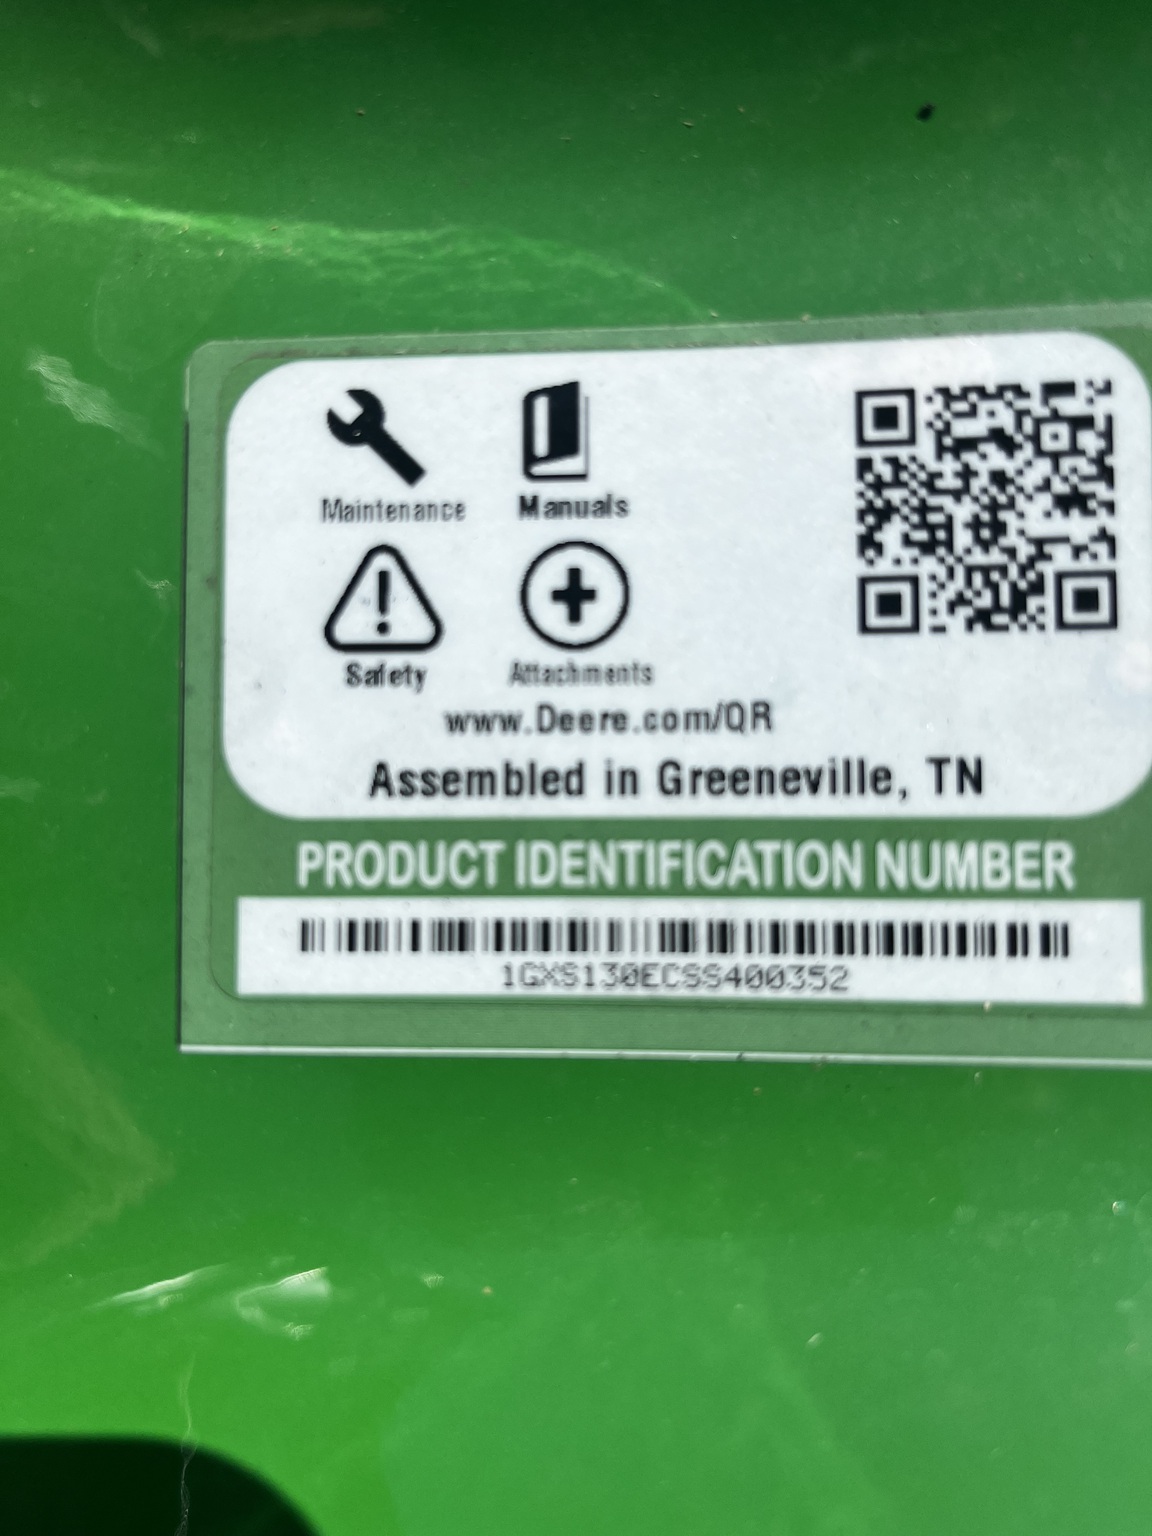 Maintenance
Manuals
Safety
Attachments
www.Deere.com/QR
Assembled in Greeneville, TN
PRODUCT IDENTIFICATION NUMBER
1GXS130ECSS400352